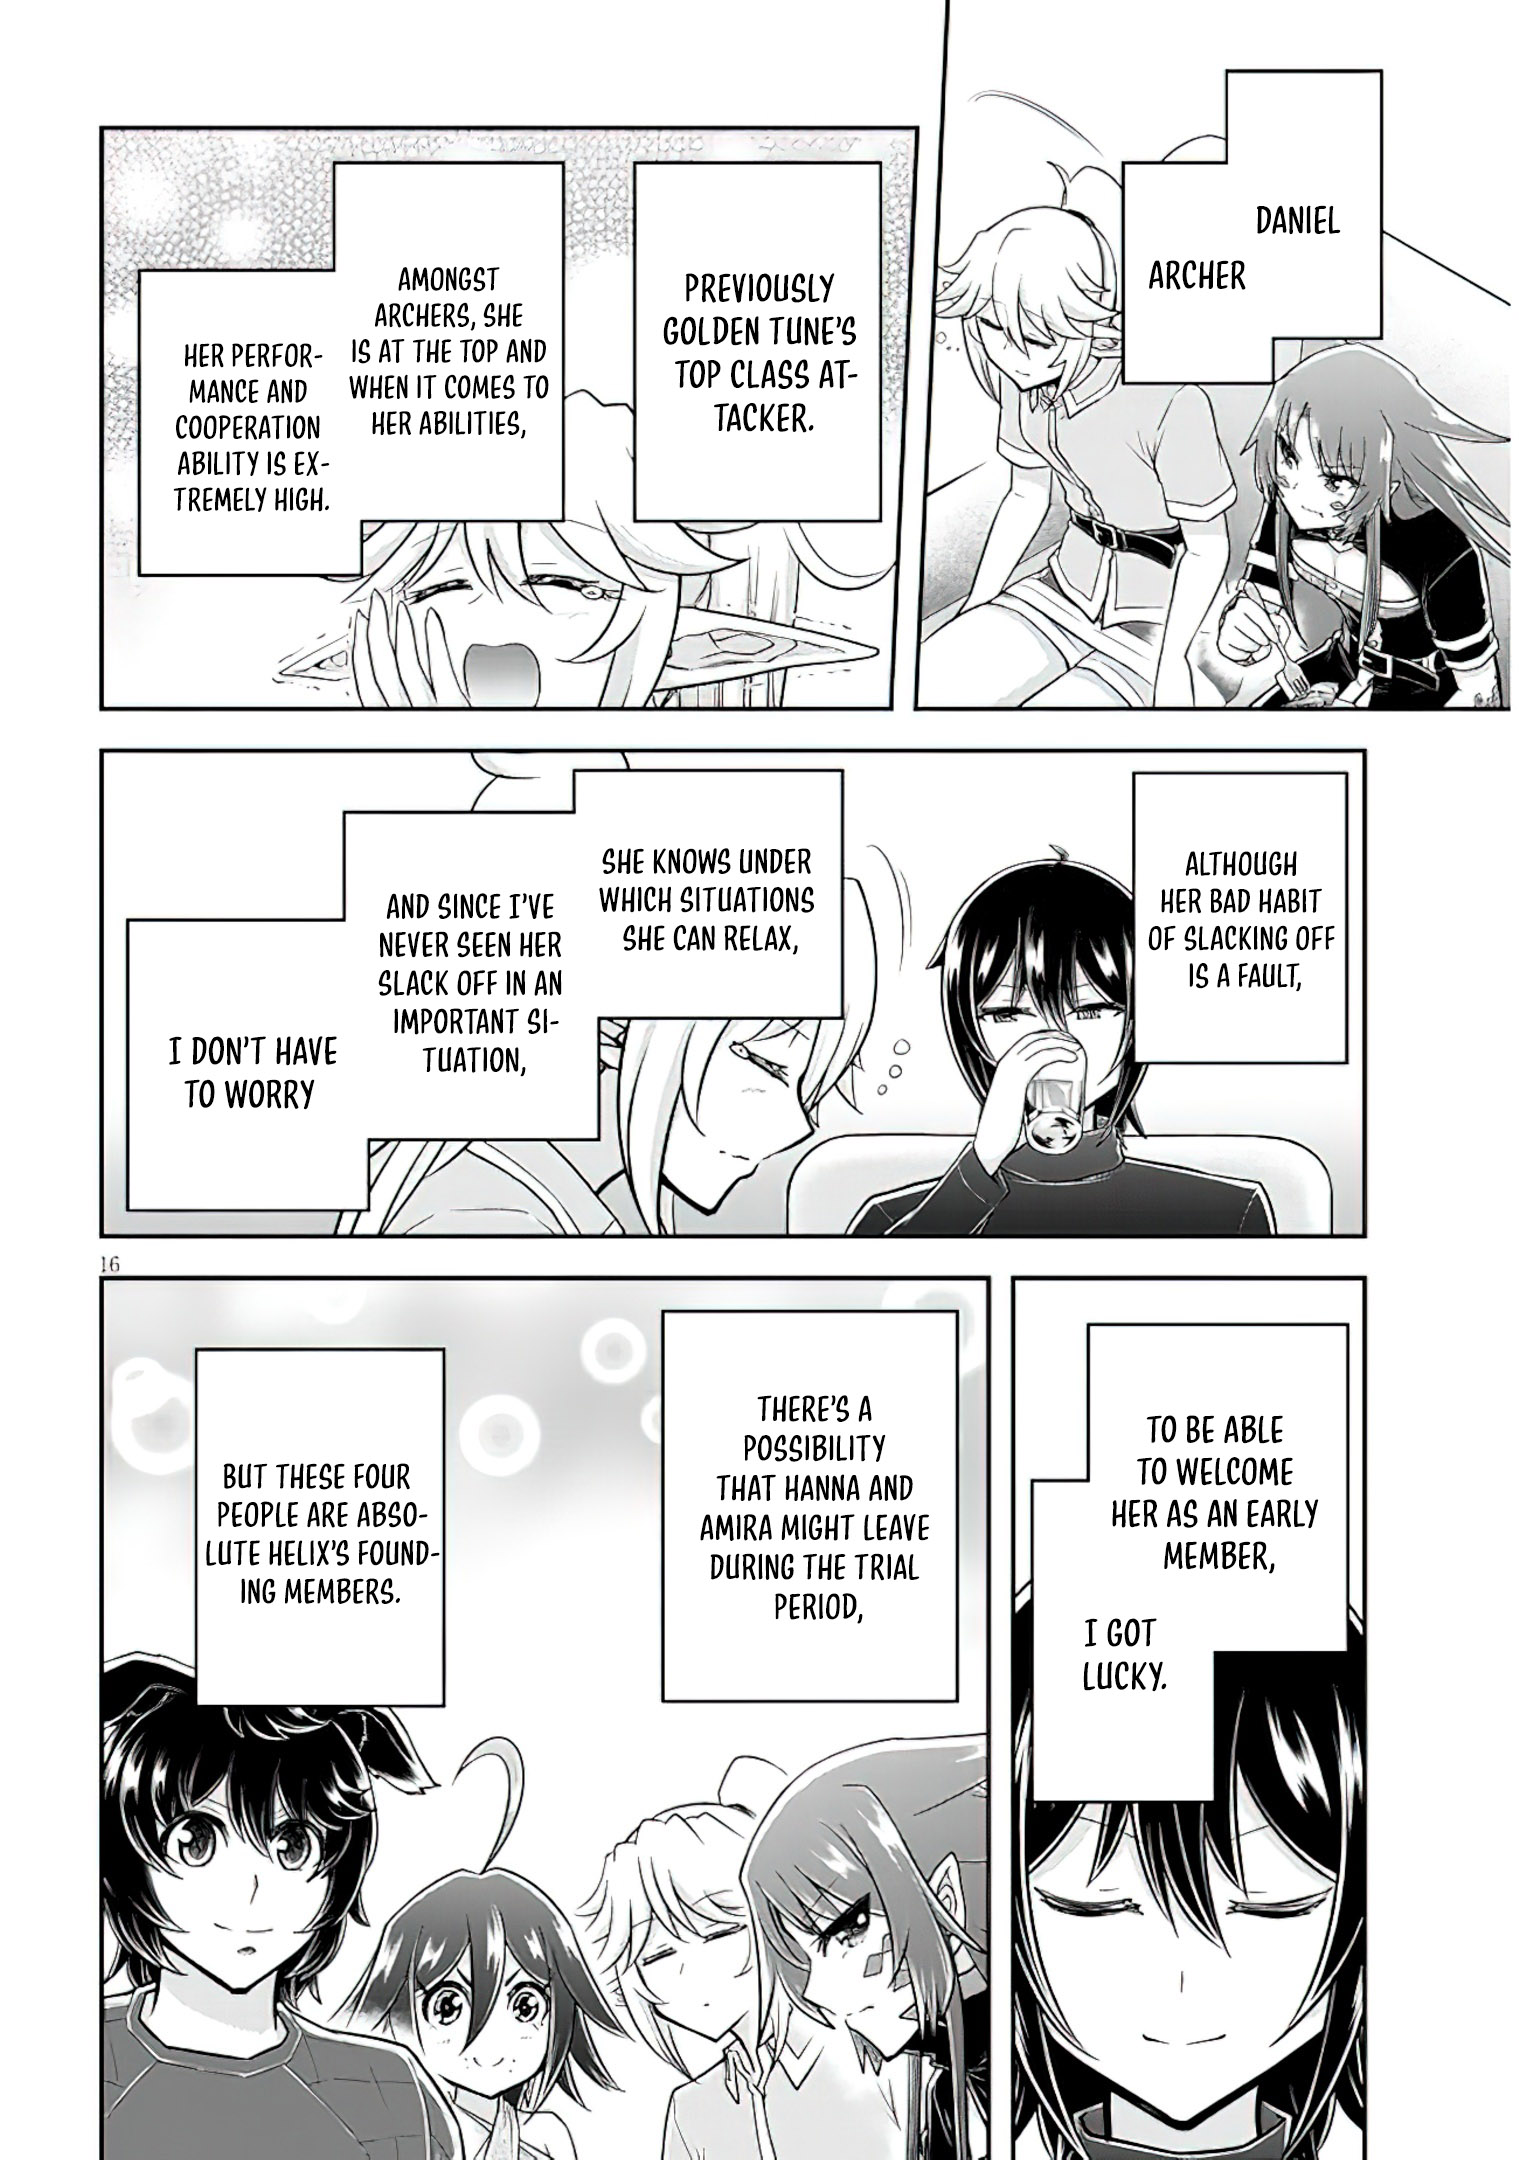 DANIEL
ARCHER
PREVIOUSLY
GOLDEN TUNE'S
TOP CLASS AT-
TACKER.
AMONGST
ARCHERS, SHE
IS AT THE TOP AND
WHEN IT COMES TO
HER ABILITIES,
HER PERFOR-
MANCE AND
COOPERATION
ABILITY IS EX-
TREMELY HIGH.
ALTHOUGH
HER BAD HABIT
OF SLACKING OFF
IS A FAULT,
SHE KNOWS UNDER
WHICH SITUATIONS
SHE CAN RELAX,
AND SINCE I'VE
NEVER SEEN HER
SLACK OFF IN AN
IMPORTANT SI-
TUATION,
I DON'T HAVE
TO WORRY
16
TO BE ABLE
TO WELCOME
HER AS AN EARLY
MEMBER,
I GOT
LUCKY.
THERE'S A
POSSIBILITY
THAT HANNA AND
AMIRA MIGHT LEAVE
DURING THE TRIAL
PERIOD,
BUT THESE FOUR
PEOPLE ARE ABSO-
LUTE HELIX'S FOUND-
ING MEMBERS.